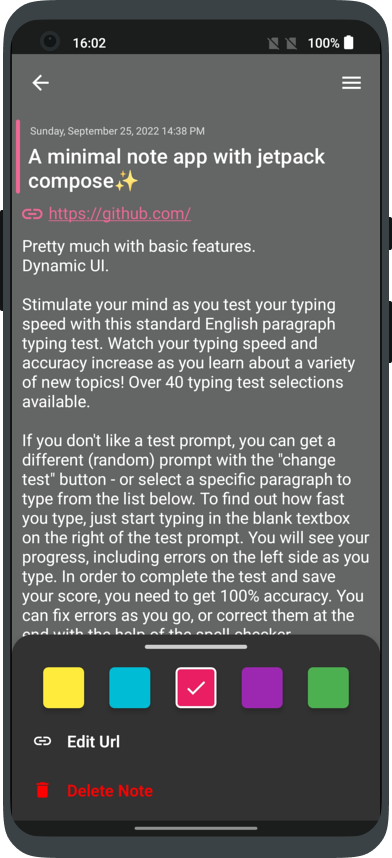 16:02
100%
Sunday, September 25, 2022 14:38 PM
A minimal note app with jetpack
compose✨
https://github.com/
Pretty much with basic features.
Dynamic UI.
Stimulate your mind as you test your typing
speed with this standard English paragraph
typing test. Watch your typing speed and
accuracy increase as you learn about a variety
of new topics! Over 40 typing test selections
available.
If you don't like a test prompt, you can get a
different (random) prompt with the "change
test" button - or select a specific paragraph to
type from the list below. To find out how fast
you type, just start typing in the blank textbox
on the right of the test prompt. You will see your
progress, including errors on the left side as you
type. In order to complete the test and save
your score, you need to get 100% accuracy. You
can fix errors as you go, or correct them at the
end with the help of the spell checker.
Edit Url
Delete Note